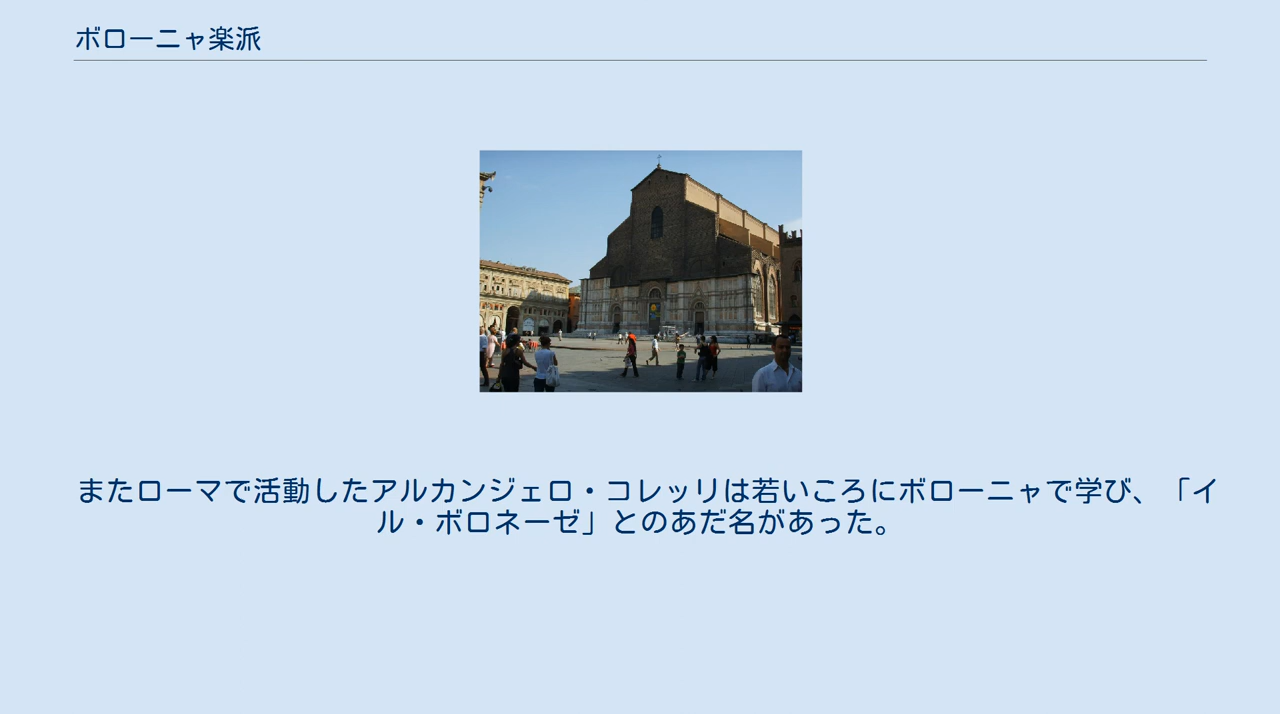 ボローニャ楽派
またローマで活動したアルカンジェロ・コレッリは若いころにボローニャで学び、「イ
ル・ボロネーゼ」とのあだ名があった。